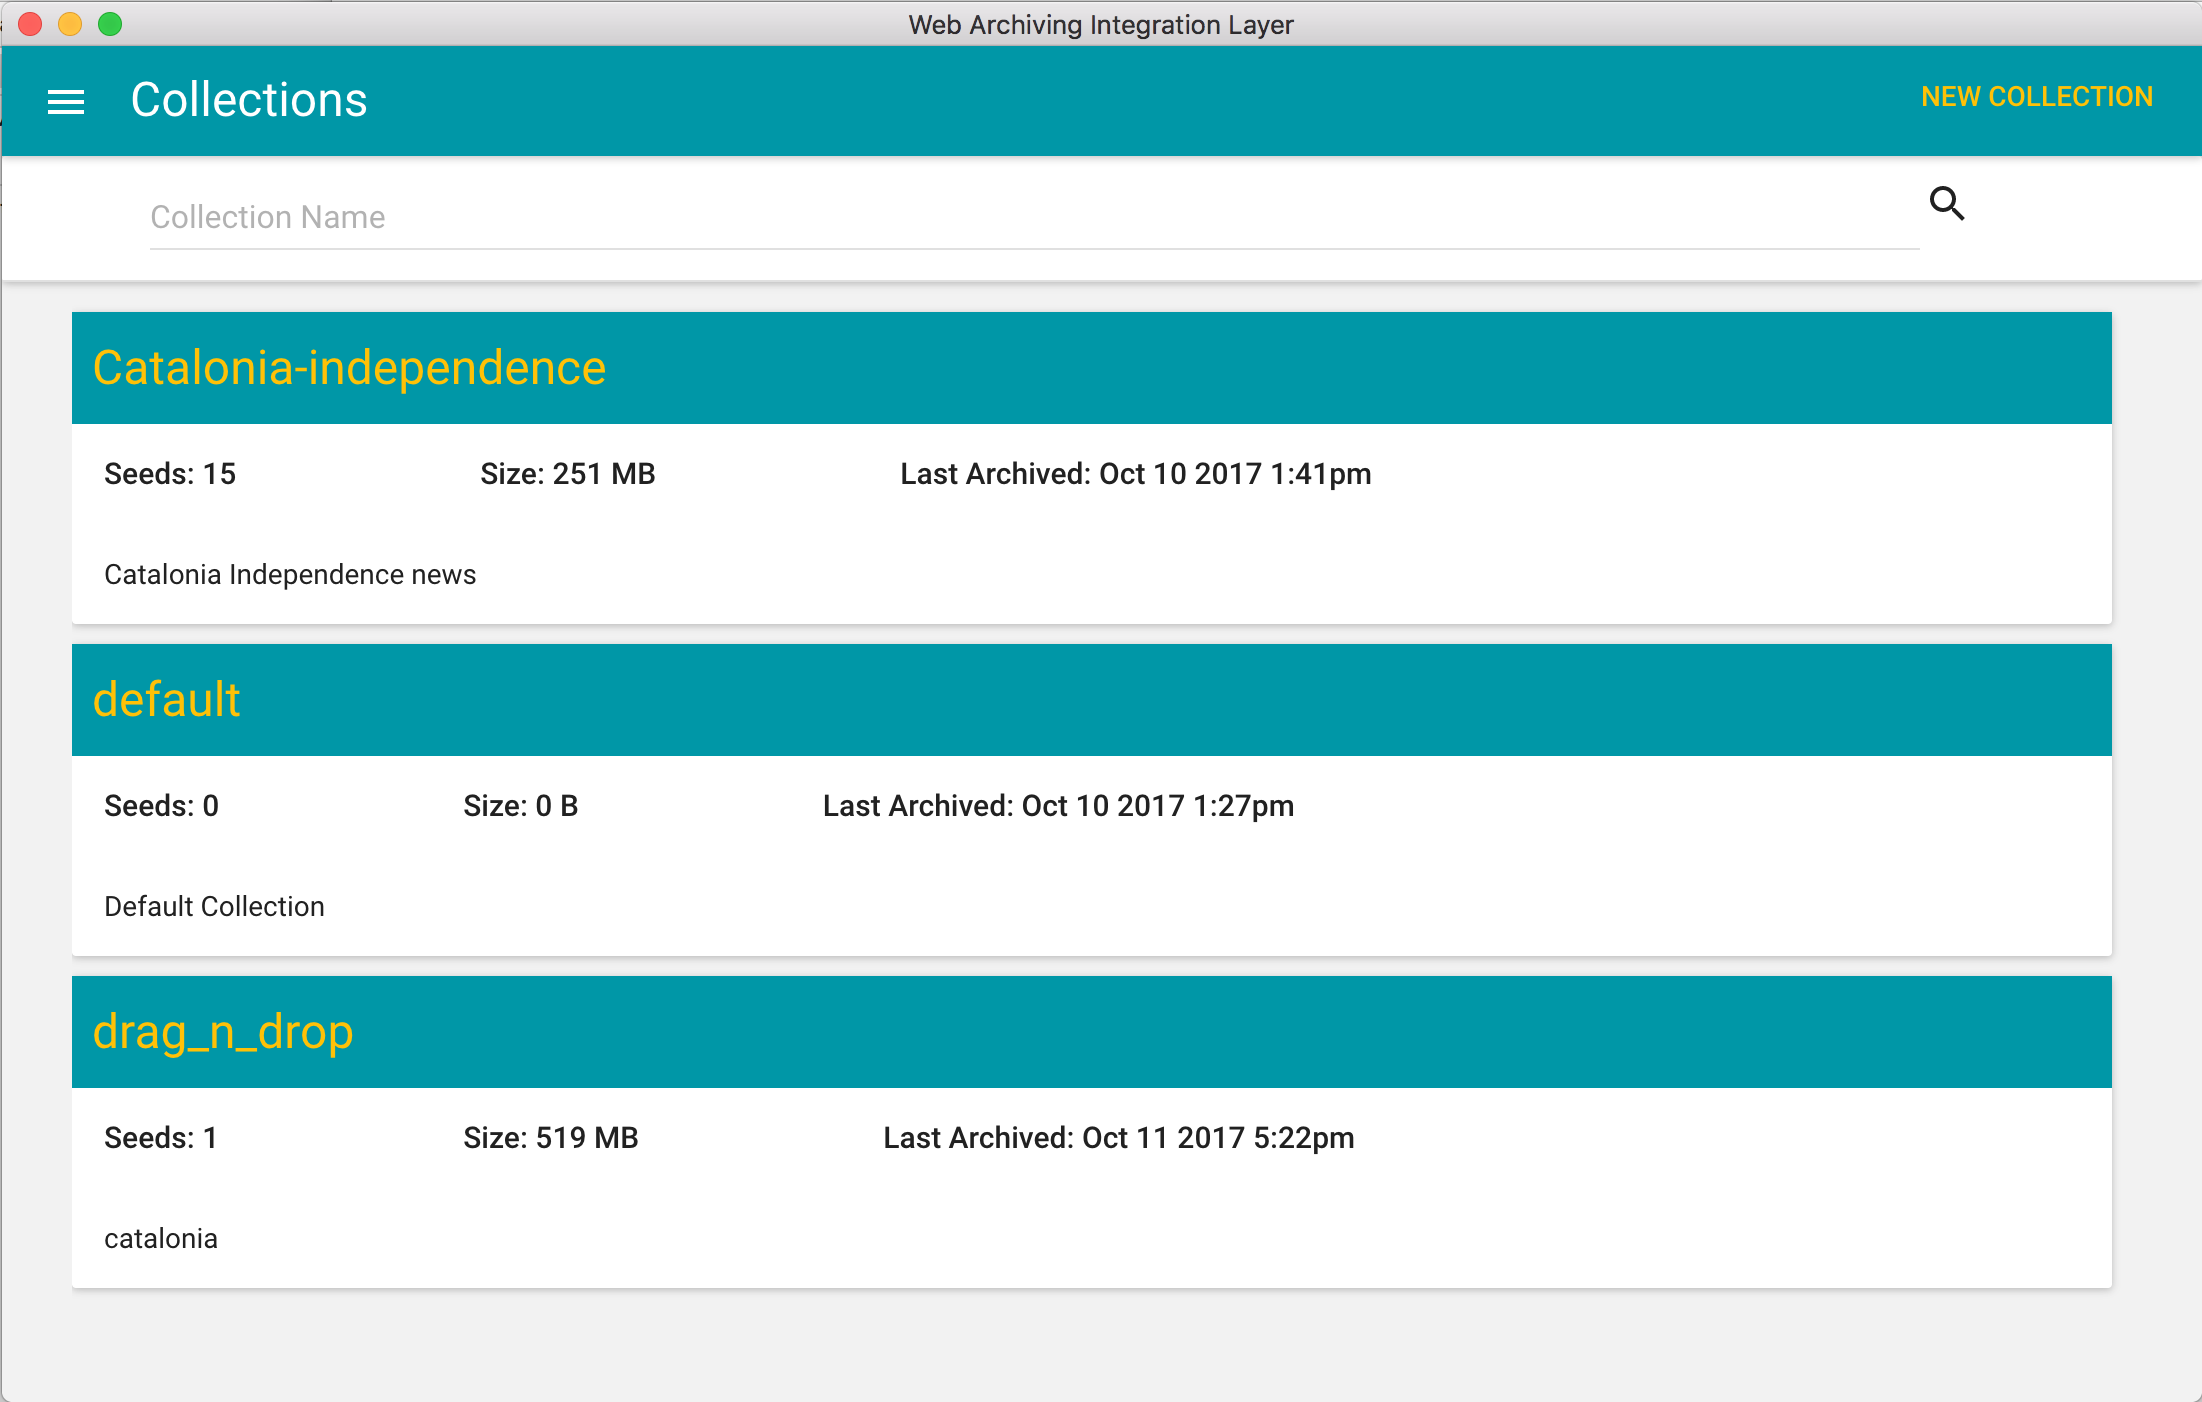 Web Archiving Integration Layer
Collections
NEW COLLECTION
Collection Name
Catalonia-independence
Seeds: 15 Size: 251 MB Last Archived: Oct 10 2017 1:41pm
Catalonia Independence news
default
Seeds: 0 Size: 0 B Last Archived: Oct 10 2017 1:27pm
Default Collection
drag_n_drop
Seeds: 1 Size: 519 MB Last Archived: Oct 11 2017 5:22pm
catalonia